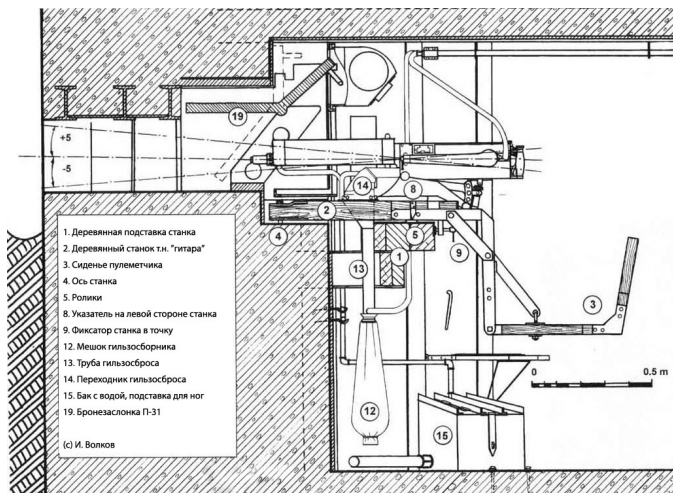 19
+5
-5
14
8
2
4
5
1
9
13
3
0
0.5 m
12
15
1. Деревянная подставка станка
2. Деревянный станок т.н. "гитара"
3. Сиденье пулеметчика
4. Ось станка
5. Ролики
8. Указатель на левой стороне станка
9. Фиксатор станка в точку
12. Мешок гильзосборника
13. Труба гильзосброса
14. Переходник гильзосброса
15. Бак с водой, подставка для ног
19. Бронезаслонка П-31
(с) И. Волков